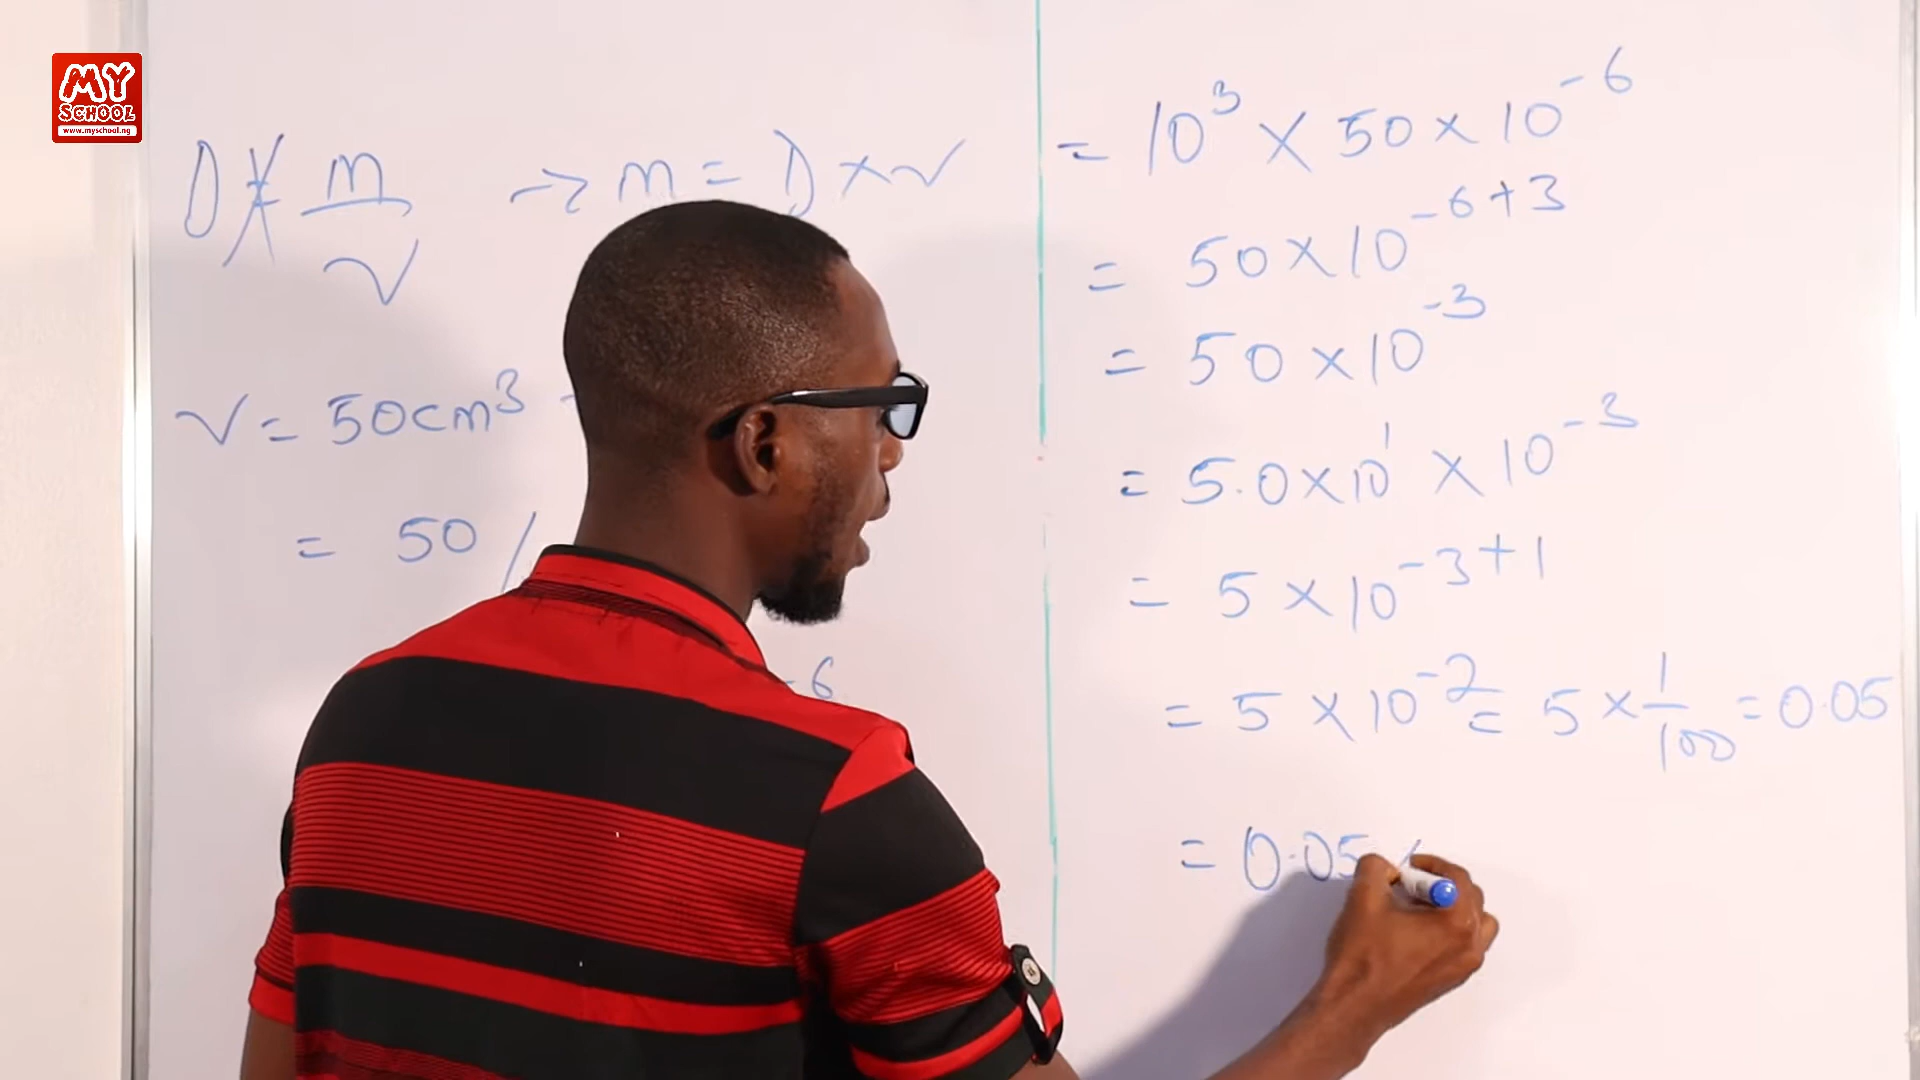 MY
SCHOOL
www.myschool.ng
D = m/v → m = D × v
v = 50cm³
= 50 /
-6
= 10³ × 50 × 10⁻⁶
= 50 × 10⁻⁶⁺³
= 50 × 10⁻³
= 5.0 × 10¹ × 10⁻³
= 5 × 10⁻³⁺¹
= 5 × 10⁻² = 5 × 1/100 = 0.05
= 0.05